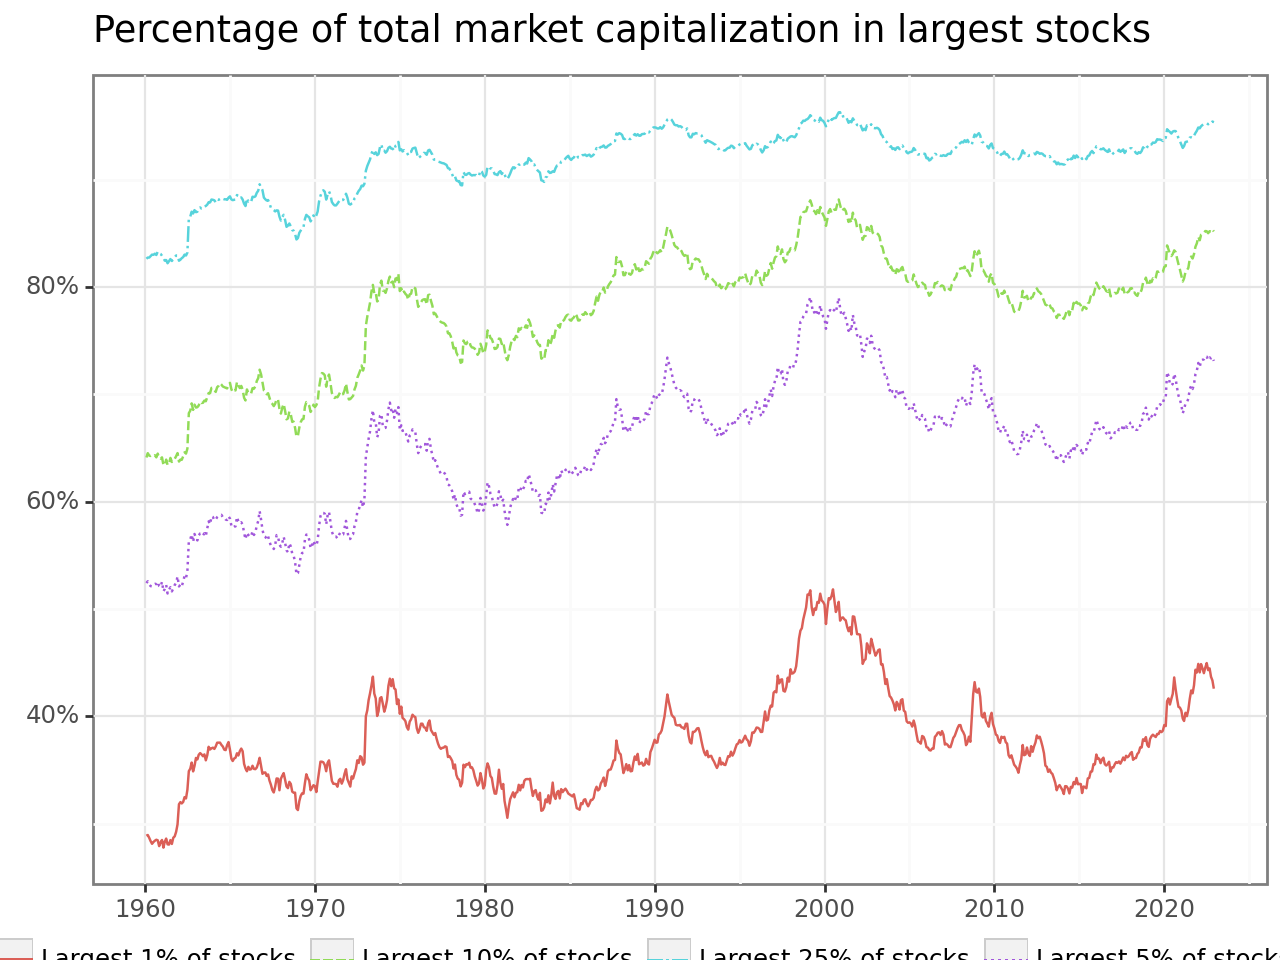 Percentage of total market capitalization in largest stocks
80%
60%
40%
1960 1970 1980 1990 2000 2010 2020
Largest 1% of stocks Largest 10% of stocks Largest 25% of stocks Largest 5% of stock